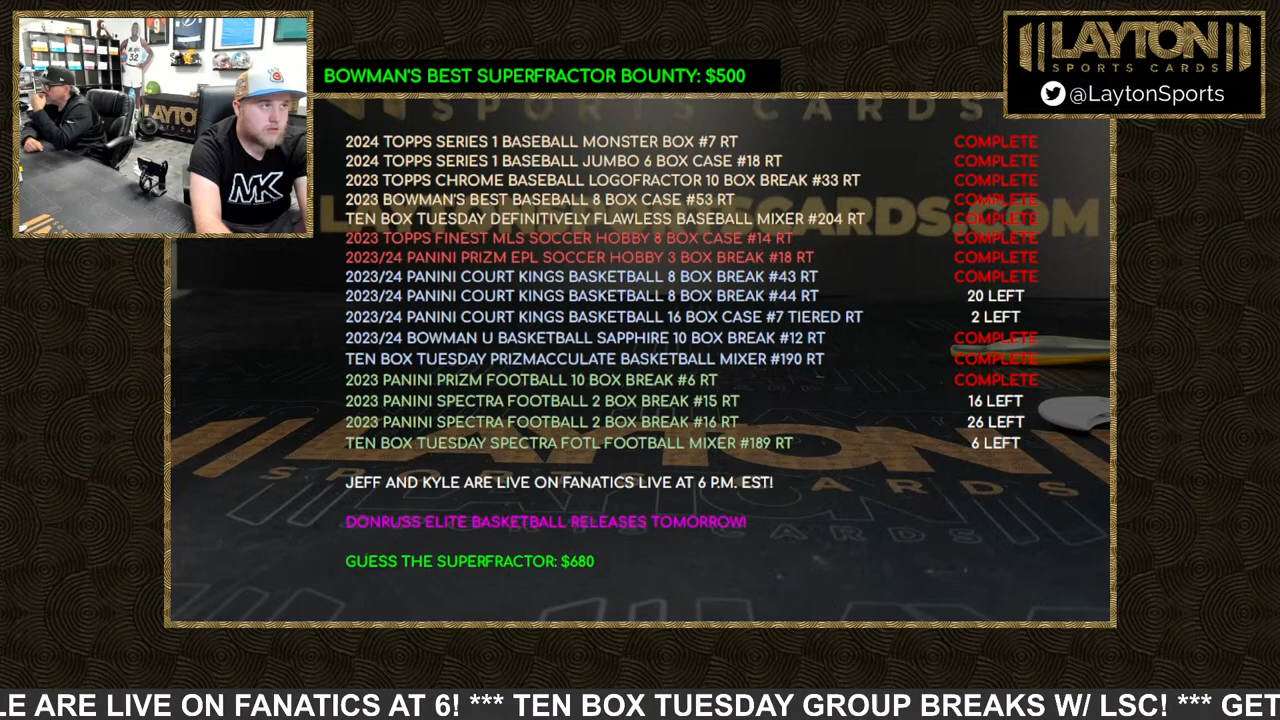 LAYTON
SPORTS CARDS
@LaytonSports
BOWMAN'S BEST SUPERFRACTOR BOUNTY: $500
2024 TOPPS SERIES 1 BASEBALL MONSTER BOX #7 RT COMPLETE
2024 TOPPS SERIES 1 BASEBALL JUMBO 6 BOX CASE #18 RT COMPLETE
2023 TOPPS CHROME BASEBALL LOGOFRACTOR 10 BOX BREAK #33 RT COMPLETE
2023 BOWMAN'S BEST BASEBALL 8 BOX CASE #53 RT COMPLETE
TEN BOX TUESDAY DEFINITIVELY FLAWLESS BASEBALL MIXER #204 RT COMPLETE
2023 TOPPS FINEST MLS SOCCER HOBBY 8 BOX CASE #14 RT COMPLETE
2023/24 PANINI PRIZM EPL SOCCER HOBBY 3 BOX BREAK #18 RT COMPLETE
2023/24 PANINI COURT KINGS BASKETBALL 8 BOX BREAK #43 RT COMPLETE
2023/24 PANINI COURT KINGS BASKETBALL 8 BOX BREAK #44 RT 20 LEFT
2023/24 PANINI COURT KINGS BASKETBALL 16 BOX CASE #7 TIERED RT 2 LEFT
2023/24 BOWMAN U BASKETBALL SAPPHIRE 10 BOX BREAK #12 RT COMPLETE
TEN BOX TUESDAY PRIZMACCULATE BASKETBALL MIXER #190 RT COMPLETE
2023 PANINI PRIZM FOOTBALL 10 BOX BREAK #6 RT COMPLETE
2023 PANINI SPECTRA FOOTBALL 2 BOX BREAK #15 RT 16 LEFT
2023 PANINI SPECTRA FOOTBALL 2 BOX BREAK #16 RT 26 LEFT
TEN BOX TUESDAY SPECTRA FOTL FOOTBALL MIXER #189 RT 6 LEFT
JEFF AND KYLE ARE LIVE ON FANATICS LIVE AT 6 P.M. EST!
DONRUSS ELITE BASKETBALL RELEASES TOMORROW!
GUESS THE SUPERFRACTOR: $680
LE ARE LIVE ON FANATICS AT 6! *** TEN BOX TUESDAY GROUP BREAKS W/ LSC! *** GET
MK
32